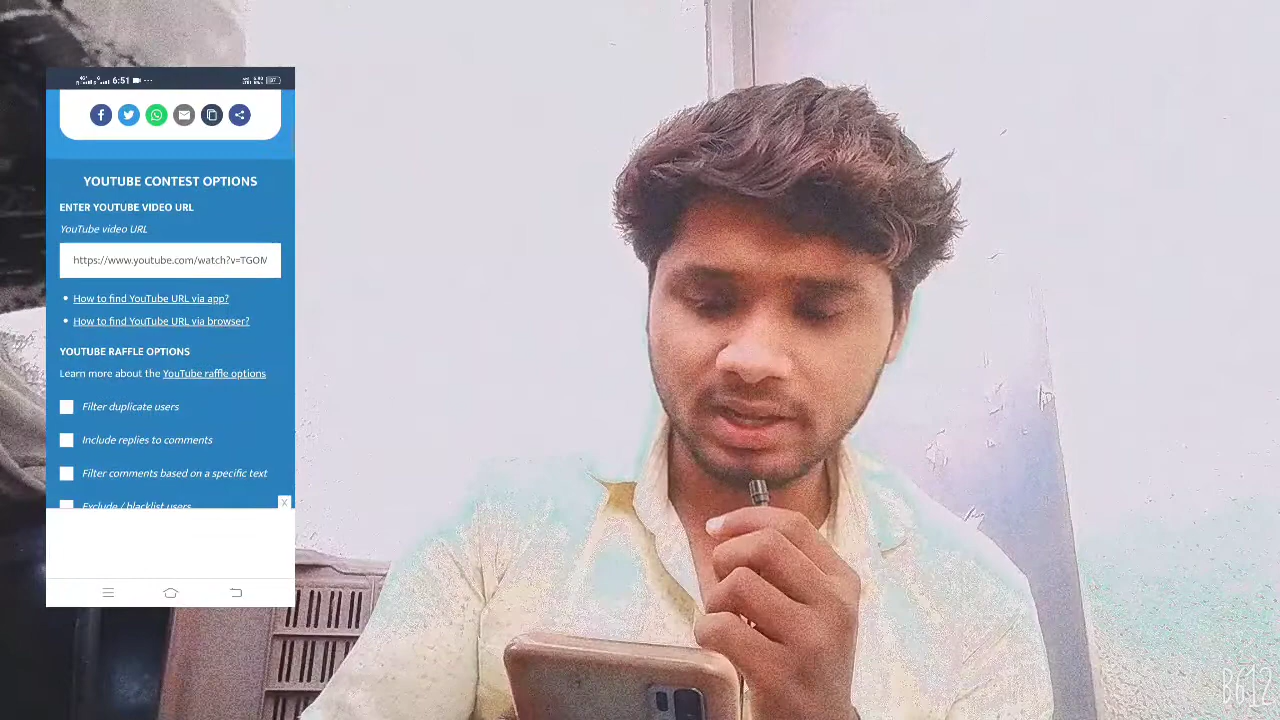 6:51
YOUTUBE CONTEST OPTIONS
ENTER YOUTUBE VIDEO URL
YouTube video URL
https://www.youtube.com/watch?v=TGOM
How to find YouTube URL via app?
How to find YouTube URL via browser?
YOUTUBE RAFFLE OPTIONS
Learn more about the YouTube raffle options
Filter duplicate users
Include replies to comments
Filter comments based on a specific text
Exclude / blacklist users
X
B612